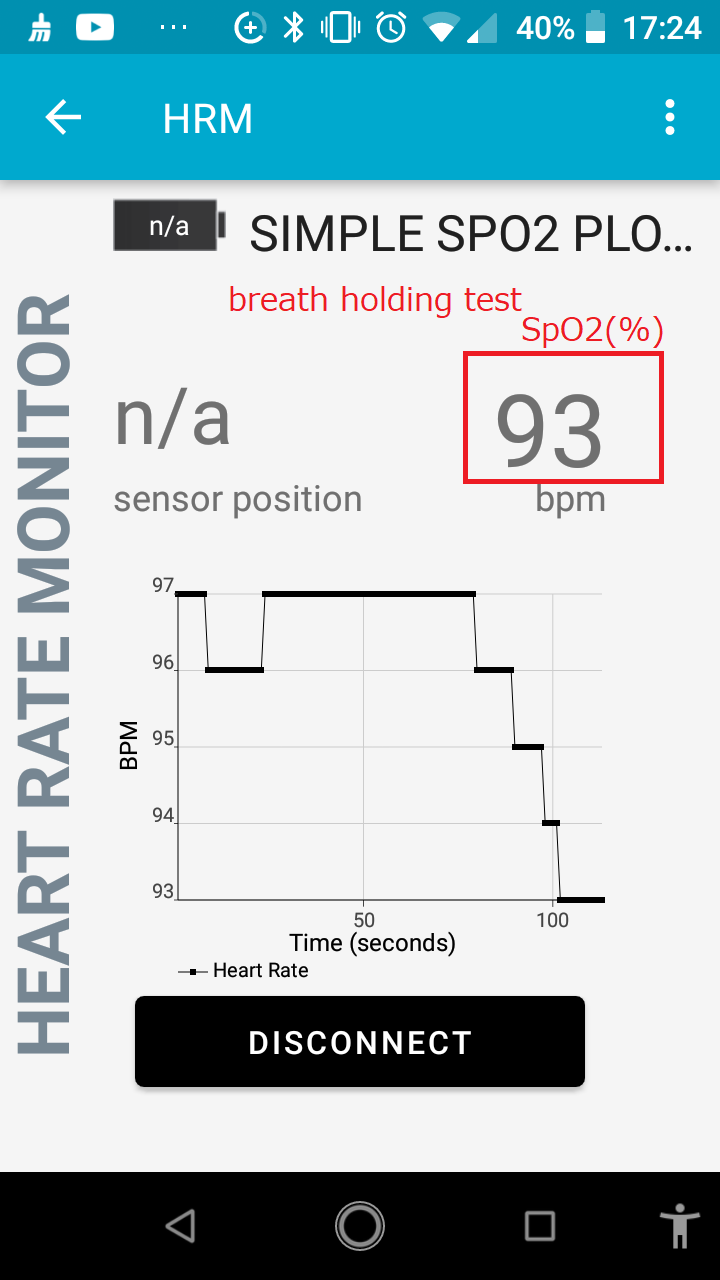 40% 17:24
HRM
n/a SIMPLE SPO2 PLO...
breath holding test
SpO2(%)
n/a 93
sensor position bpm
HEART RATE MONITOR
97
96
95
94
93
BPM
50 100
Time (seconds)
Heart Rate
DISCONNECT